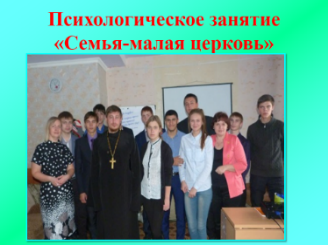 Психологическое занятие
«Семья-малая церковь»